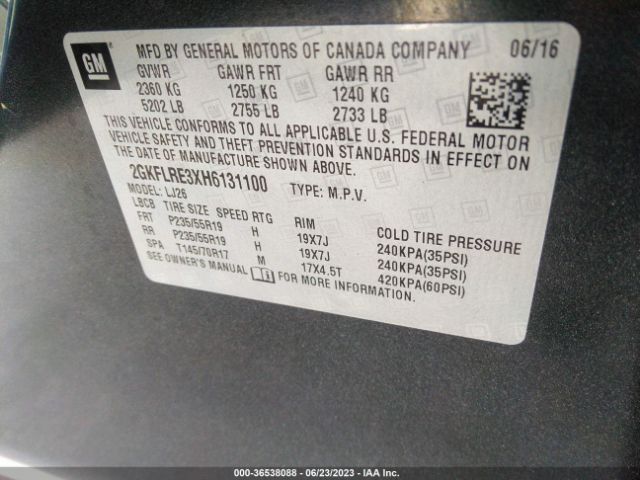 GM
MFD BY GENERAL MOTORS OF CANADA COMPANY 06/16
GVWR GAWR FRT GAWR RR
2360 KG 1250 KG 1240 KG
5202 LB 2755 LB 2733 LB
THIS VEHICLE CONFORMS TO ALL APPLICABLE U.S. FEDERAL MOTOR
VEHICLE SAFETY AND THEFT PREVENTION STANDARDS IN EFFECT ON
THE DATE OF MANUFACTURE SHOWN ABOVE.
2GKFLRE3XH6131100 TYPE: M.P.V.
MODEL: LJ26
LBCB TIRE SIZE SPEED RTG RIM COLD TIRE PRESSURE
FRT P235/55R19 H 19X7J 240KPA(35PSI)
RR P235/55R19 H 19X7J 240KPA(35PSI)
SPA T145/70R17 M 17X4.5T 420KPA(60PSI)
SEE OWNER'S MANUAL FOR MORE INFORMATION.
000-36538088 - 06/23/2023 - IAA Inc.